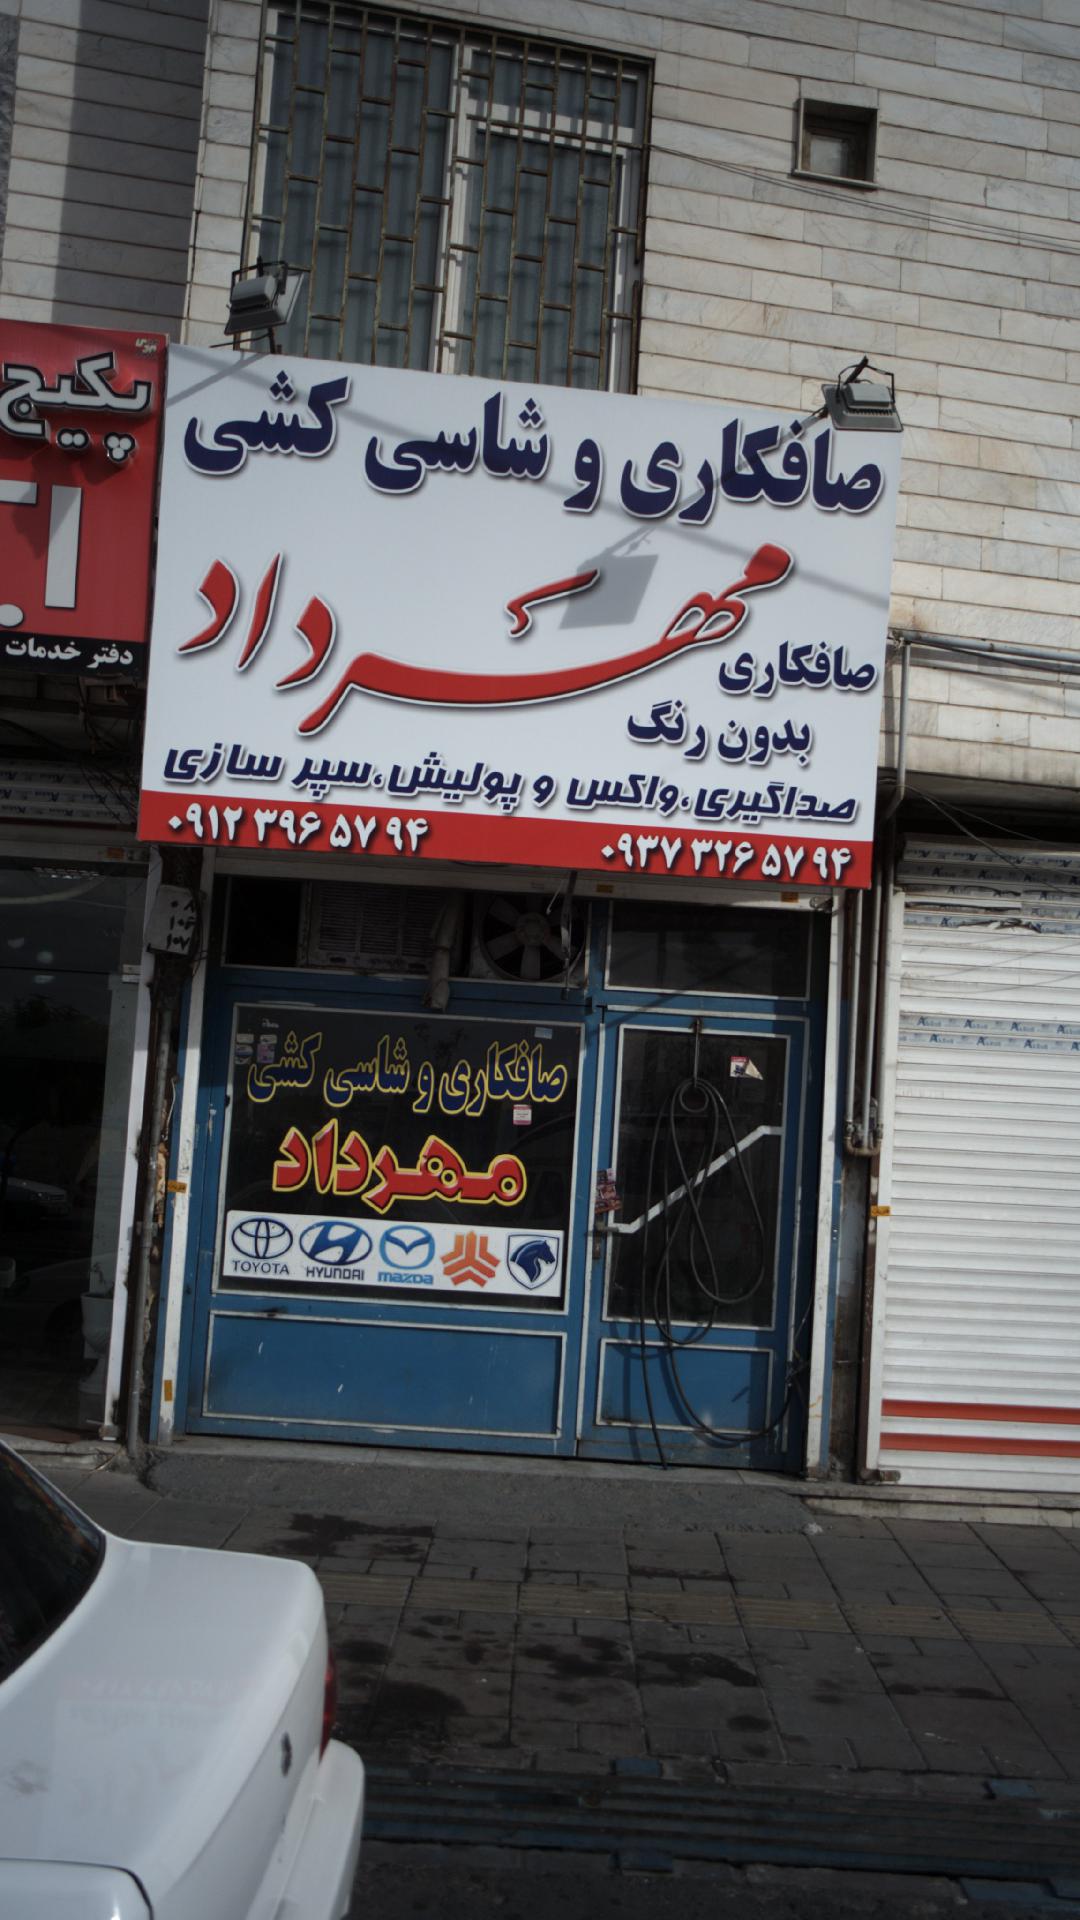 صافکاری و شاسی کشی
مهرداد
صافکاری
بدون رنگ
صداگیری،واکس و پولیش،سپر سازی
۰۹۱۲ ۳۹۶ ۵۷ ۹۴
۰۹۳۷ ۳۲۶ ۵۷ ۹۴
پکیج
دفتر خدمات
صافکاری و شاسی کشی
مهرداد
TOYOTA
HYUNDAI
mazda